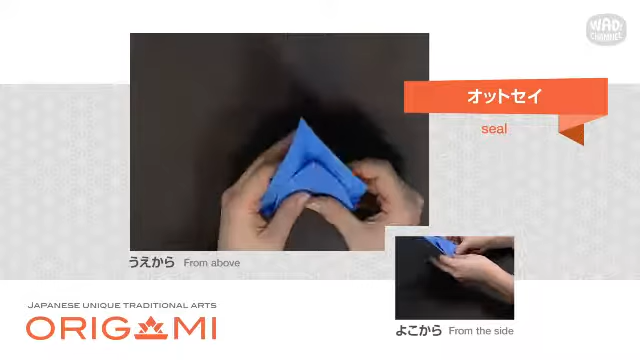 WADO
CHANNEL
オットセイ
seal
うえから From above
よこから From the side
JAPANESE UNIQUE TRADITIONAL ARTS
ORIGAMI